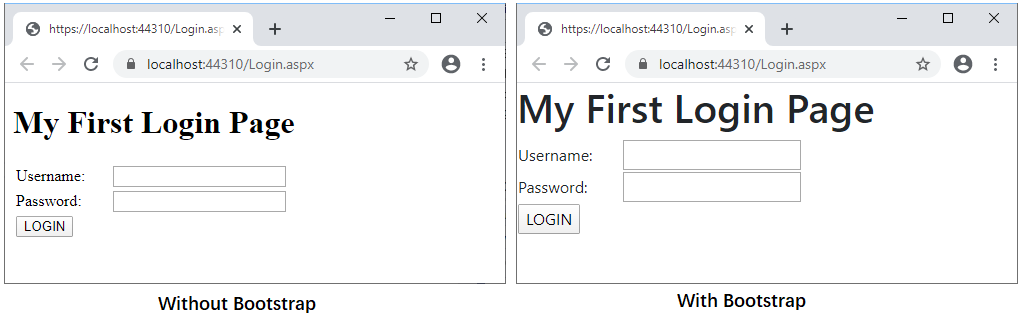 https://localhost:44310/Login.asp
localhost:44310/Login.aspx
My First Login Page
Username:
Password:
LOGIN
Without Bootstrap
https://localhost:44310/Login.asp
localhost:44310/Login.aspx
My First Login Page
Username:
Password:
LOGIN
With Bootstrap